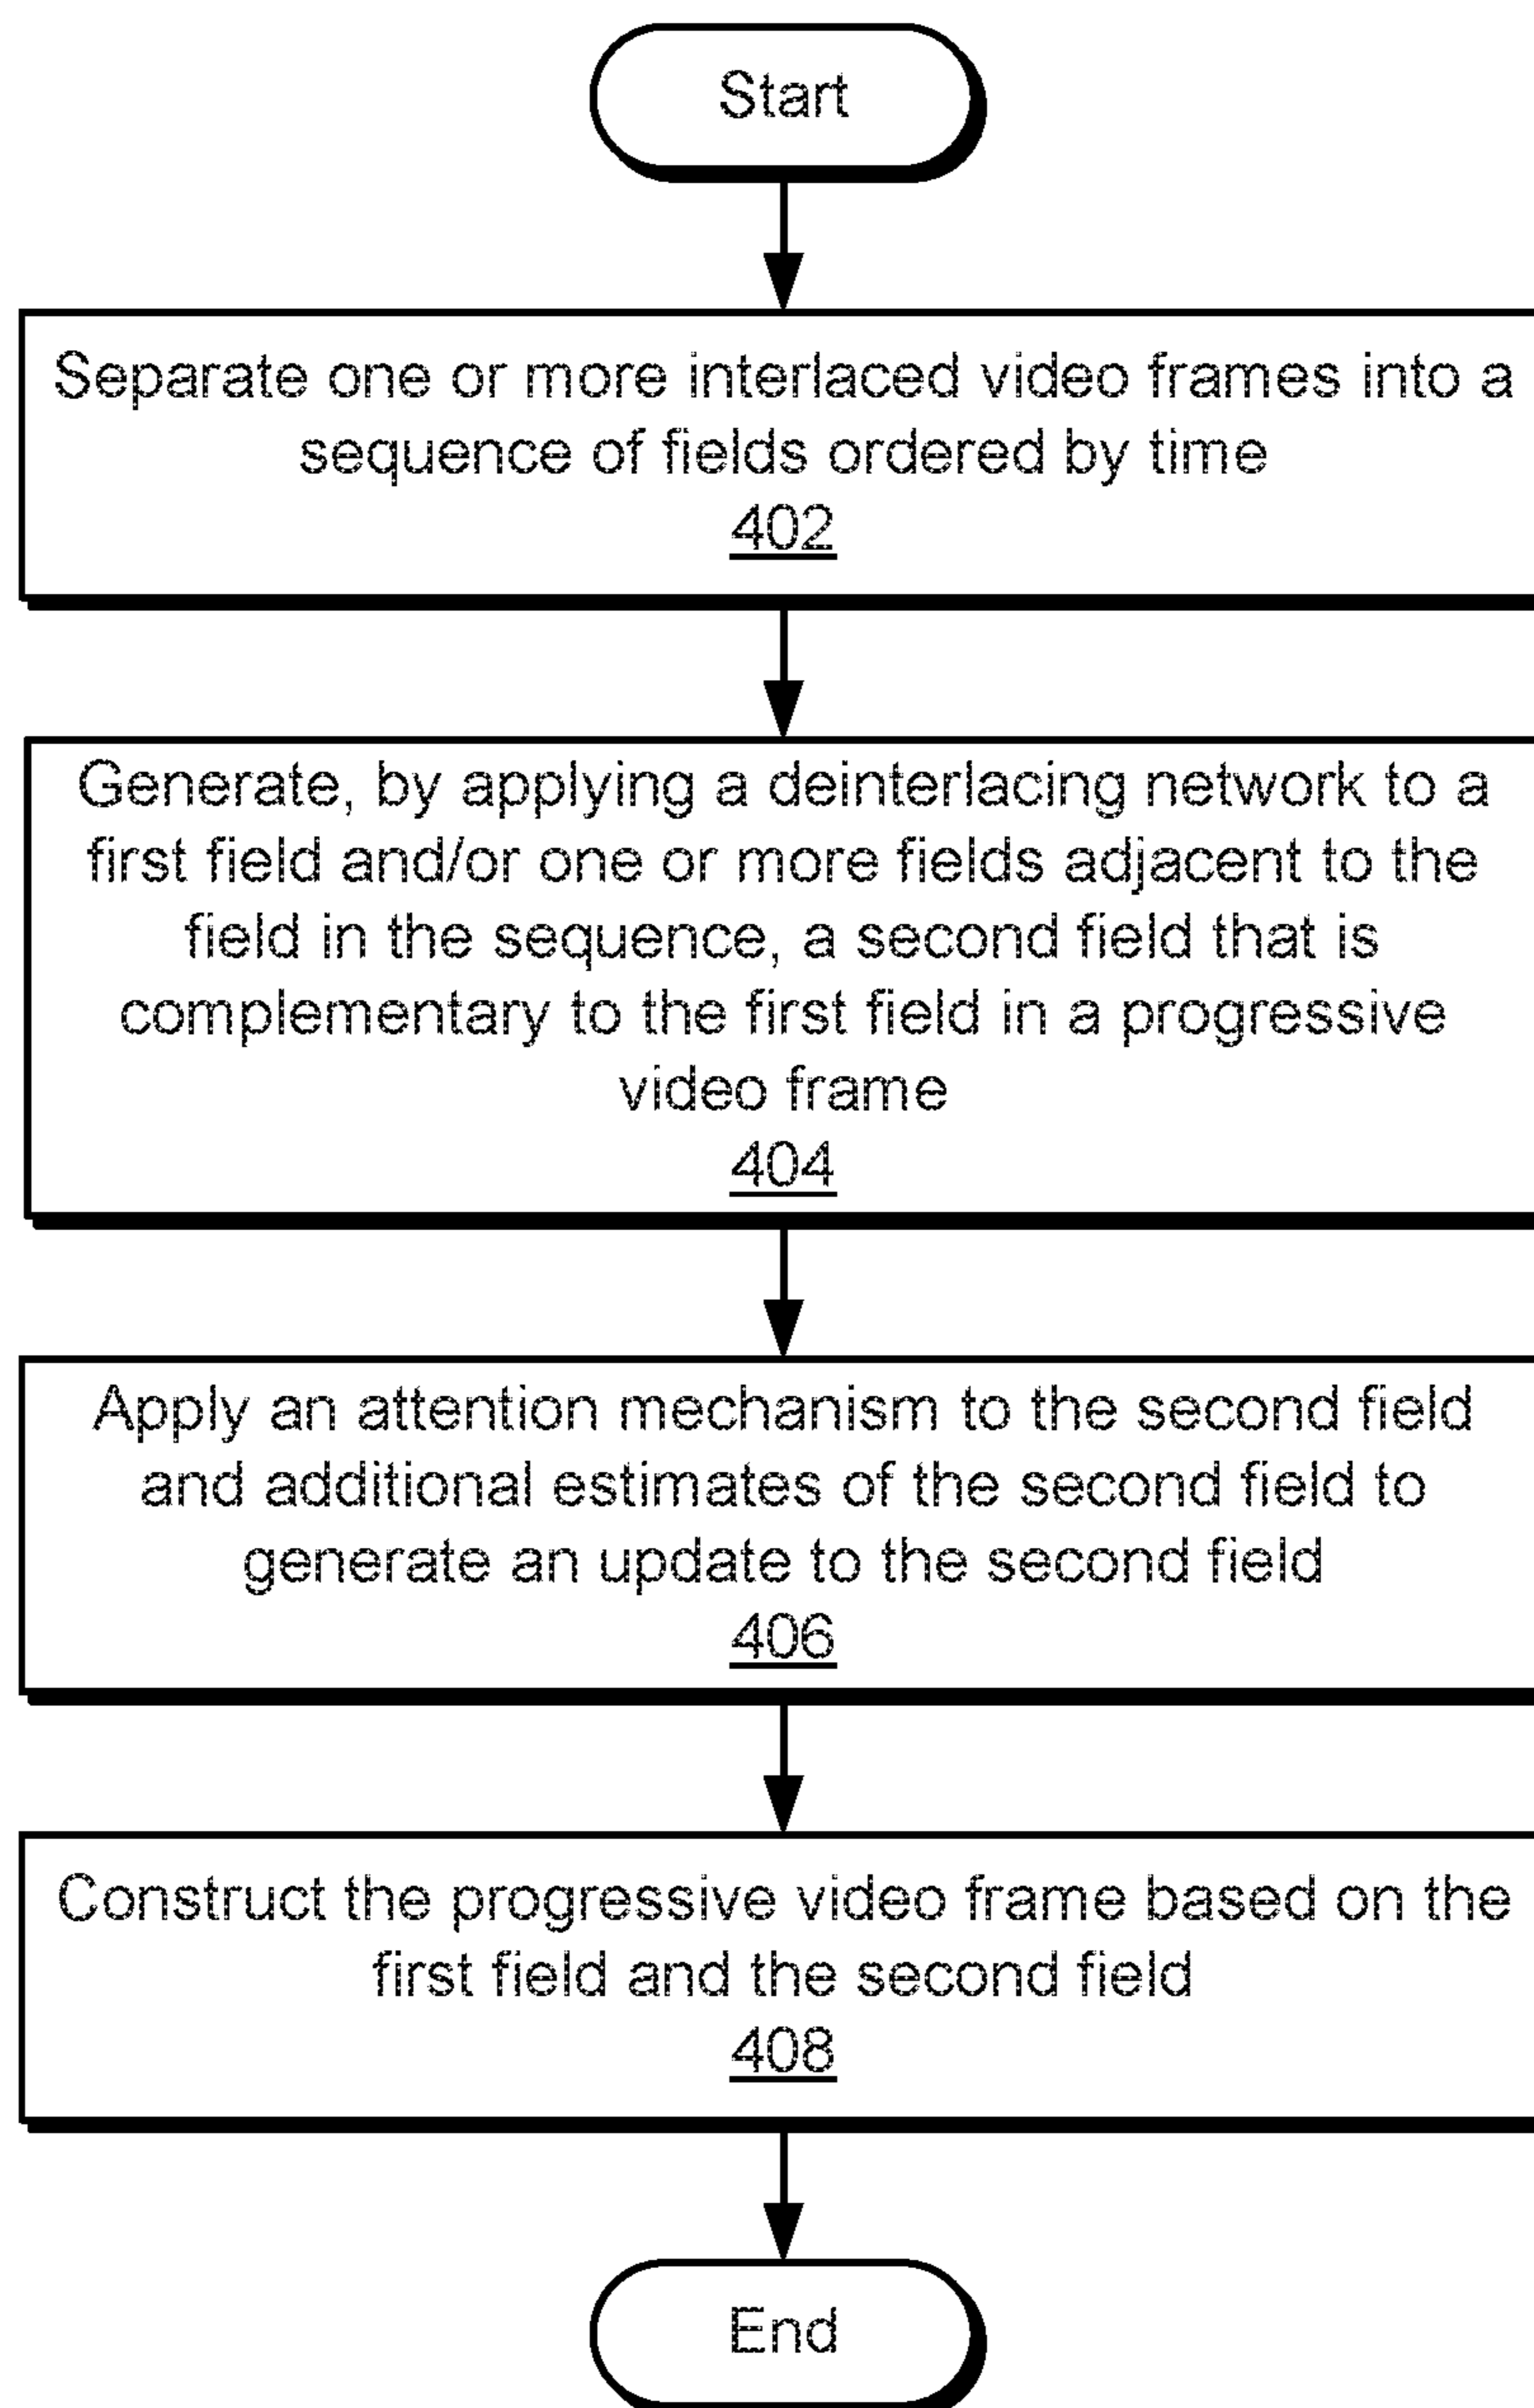 Start
Separate one or more interlaced video frames into a
sequence of fields ordered by time
402
Generate, by applying a deinterlacing network to a
first field and/or one or more fields adjacent to the
field in the sequence, a second field that is
complementary to the first field in a progressive
video frame
404
Apply an attention mechanism to the second field
and additional estimates of the second field to
generate an update to the second field
406
Construct the progressive video frame based on the
first field and the second field
408
End